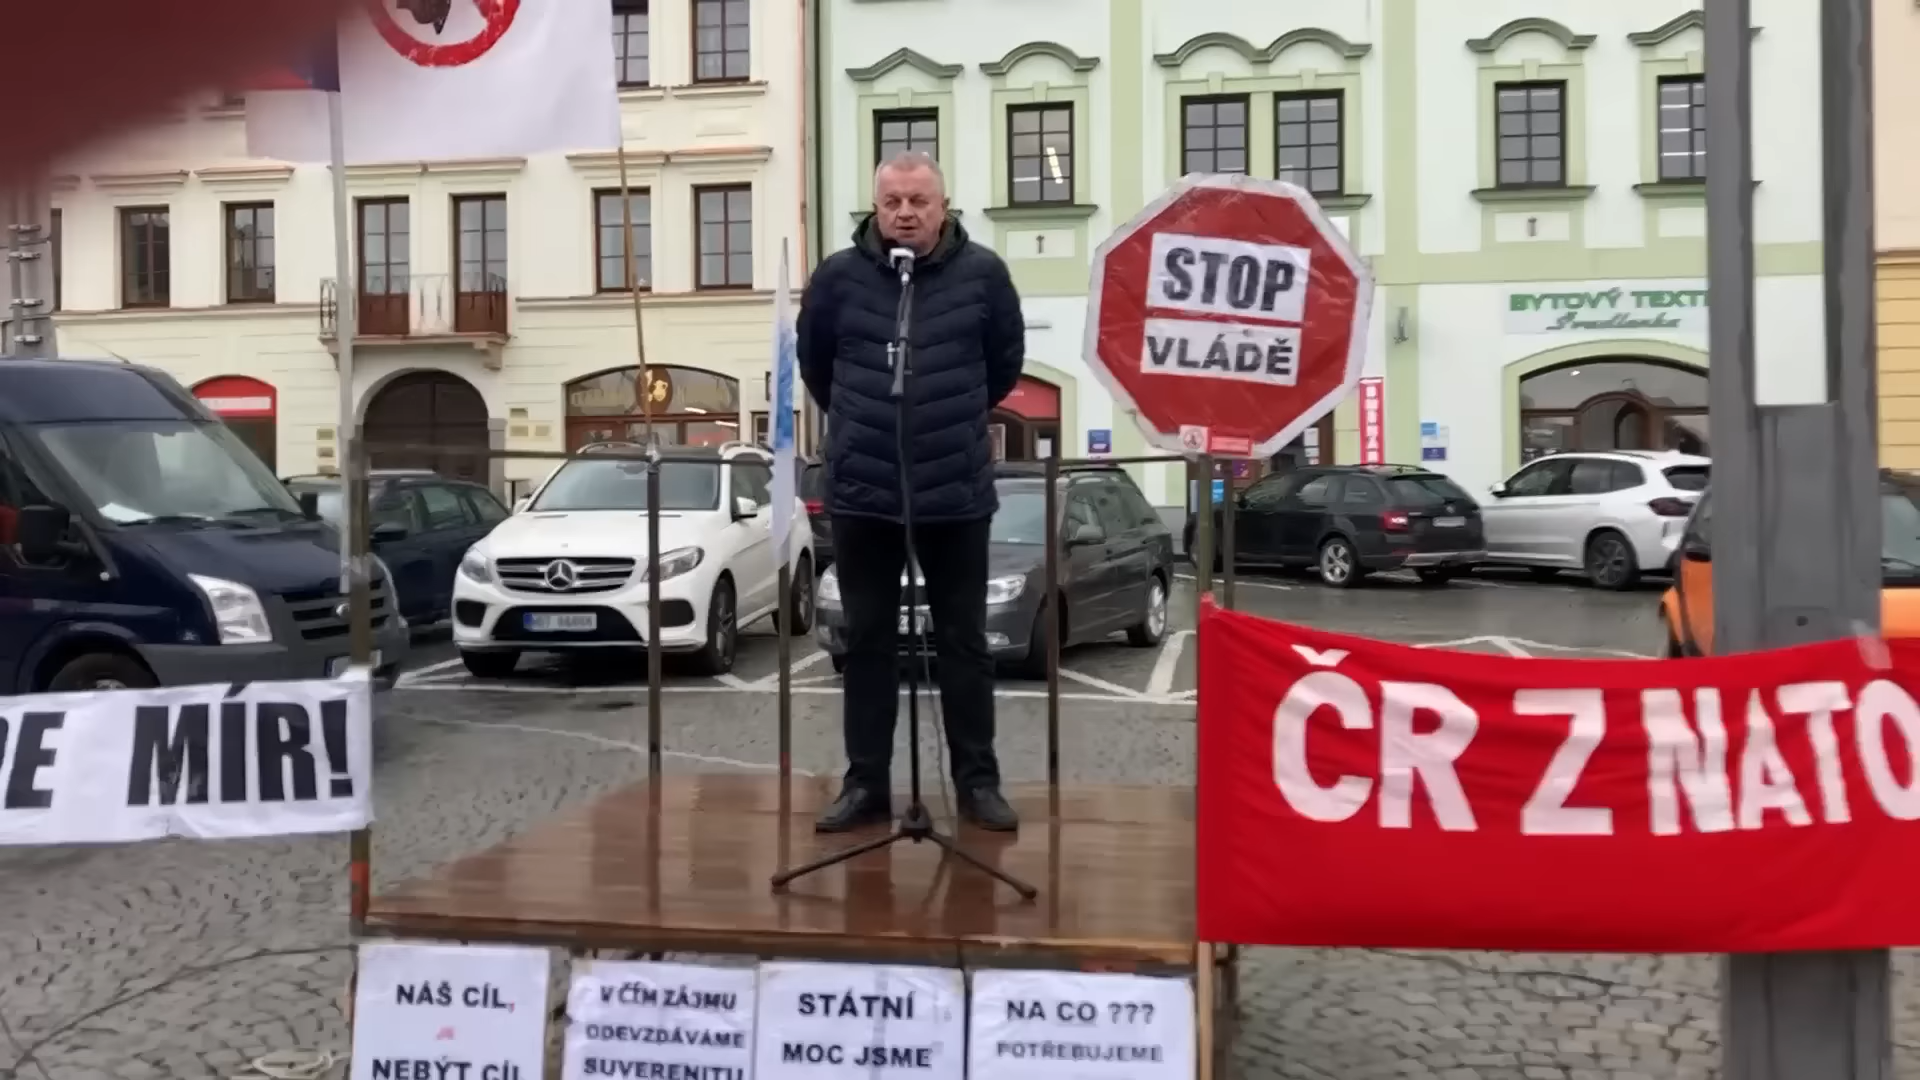 STOP
VLÁDĚ
BYTOVÝ TEXTI
DE MÍR!
ČR Z NATO
NÁŠ CÍL,
JE
NEBÝT CÍL
V ČÍM ZÁJMU
ODEVZDÁVÁME
SUVERENITU
STÁTNÍ
MOC JSME
NA CO ???
POTŘEBUJEME